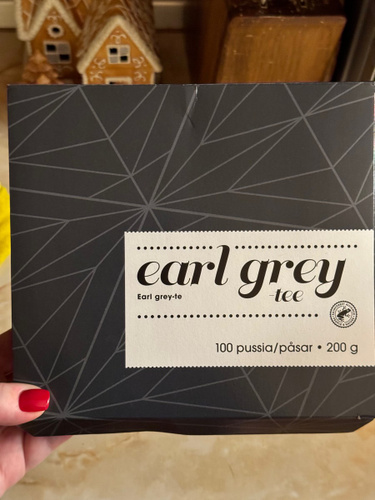 earl grey
-tee
Earl grey-te
100 pussia/påsar • 200 g